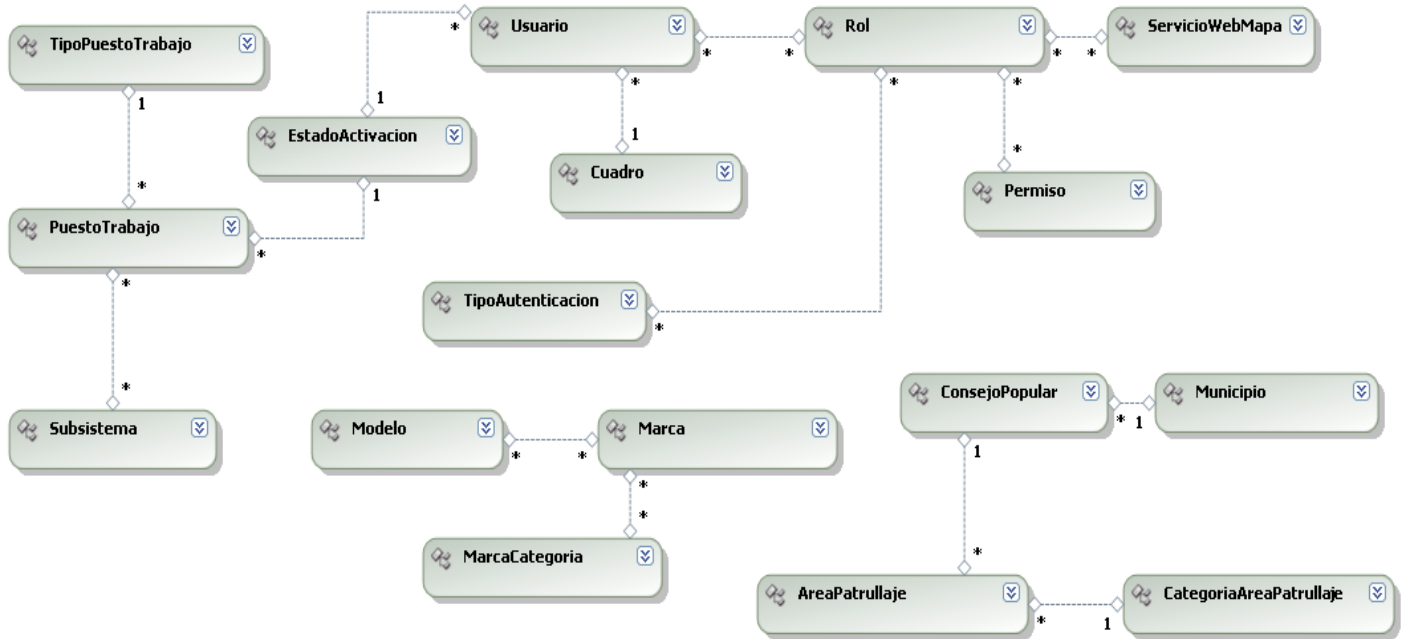 Usuario
Rol
ServicioWebMapa
TipoPuestoTrabajo
*
*
*
*
*
1
*
*
*
1
EstadoActivacion
1
*
Cuadro
Permiso
*
1
PuestoTrabajo
*
*
TipoAutenticacion
*
*
ConsejoPopular
Municipio
*
1
Subsistema
Modelo
Marca
*
*
1
*
*
MarcaCategoria
*
AreaPatrullaje
CategoriaAreaPatrullaje
*
1